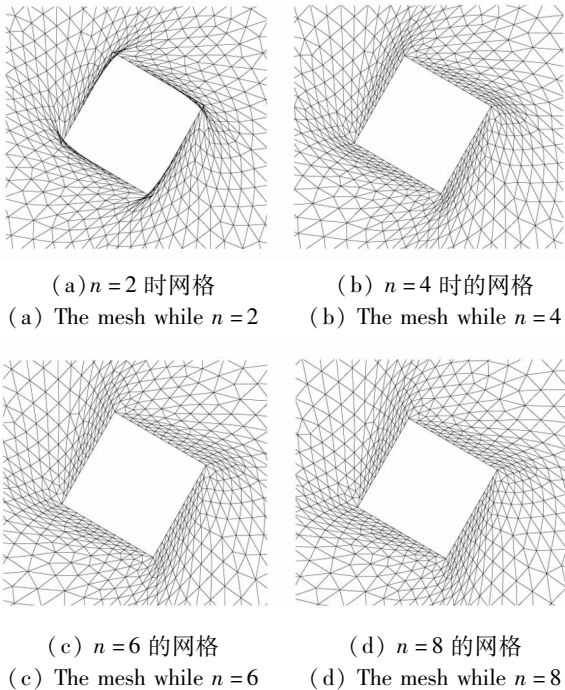 (a)n=2 时网格
(a) The mesh while n=2
(b) n=4 时的网格
(b) The mesh while n=4
(c) n=6 的网格
(c) The mesh while n=6
(d) n=8 的网格
(d) The mesh while n=8